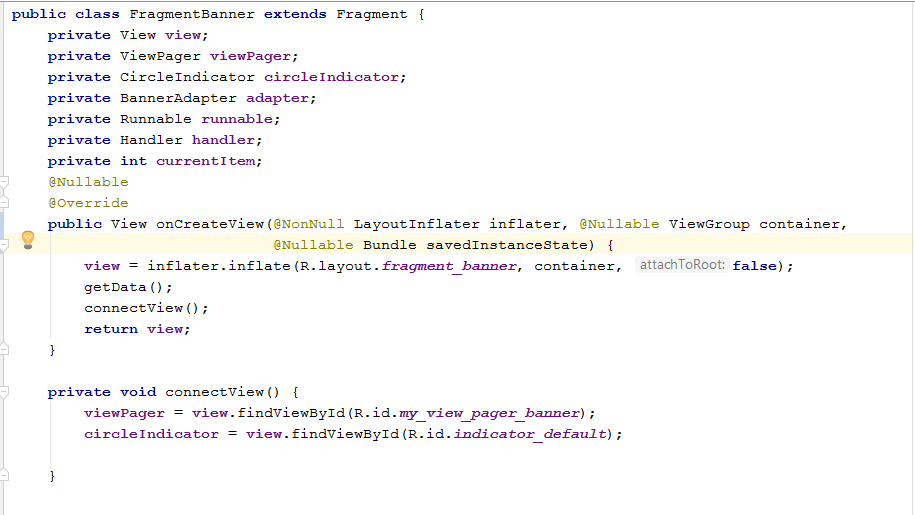 public class FragmentBanner extends Fragment {
private View view;
private ViewPager viewPager;
private CircleIndicator circleIndicator;
private BannerAdapter adapter;
private Runnable runnable;
private Handler handler;
private int currentItem;
@Nullable
@Override
public View onCreateView(@NonNull LayoutInflater inflater, @Nullable ViewGroup container,
@Nullable Bundle savedInstanceState) {
view = inflater.inflate(R.layout.fragment_banner, container, attachToRoot: false);
getData();
connectView();
return view;
}
private void connectView() {
viewPager = view.findViewById(R.id.my_view_pager_banner);
circleIndicator = view.findViewById(R.id.indicator_default);
}